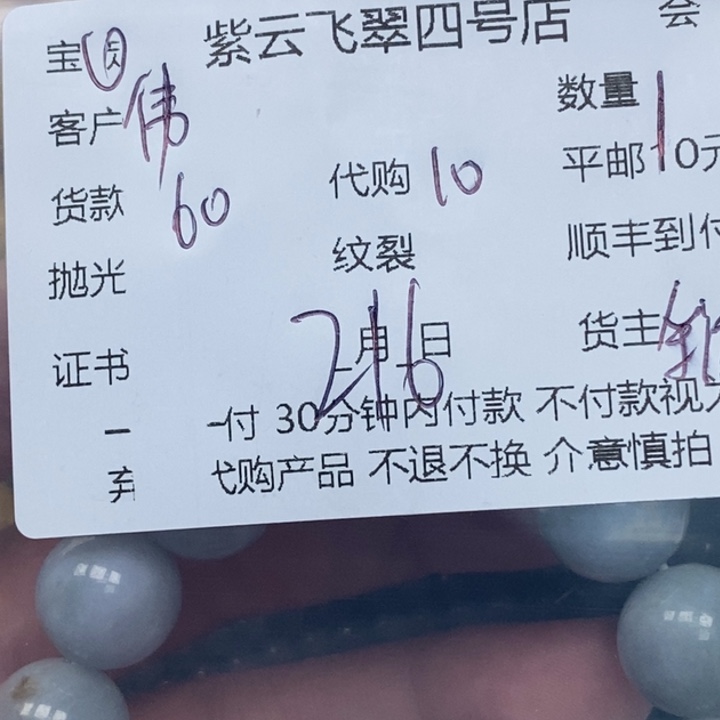 紫云飞翠四号店 会
宝 圆
数量 1
客户 伟
代购 10
平邮 10元
货款 60
纹裂
顺丰到付
抛光
2月16日
货主
证书
一 付 30分钟内付款 不付款视
弃 代购产品 不退不换 介意慎拍